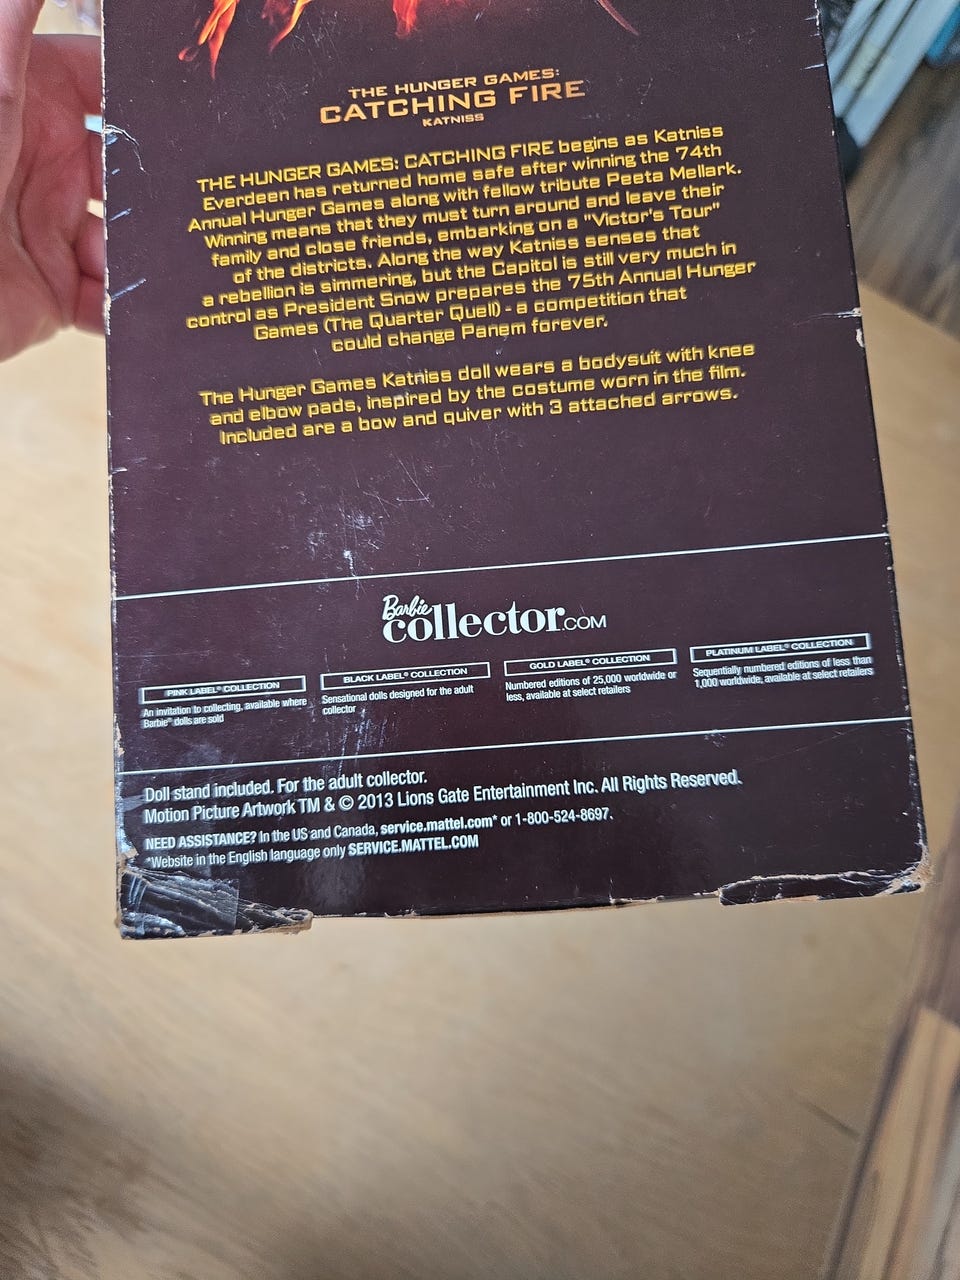 THE HUNGER GAMES:
CATCHING FIRE
KATNISS
THE HUNGER GAMES: CATCHING FIRE begins as Katniss
Everdeen has returned home safe after winning the 74th
Annual Hunger Games along with fellow tribute Peeta Mellark.
Winning means that they must turn around and leave their
family and close friends, embarking on a "Victor's Tour"
of the districts. Along the way Katniss senses that
a rebellion is simmering, but the Capitol is still very much in
control as President Snow prepares the 75th Annual Hunger
Games (The Quarter Quell) - a competition that
could change Panem forever.
The Hunger Games Katniss doll wears a bodysuit with knee
and elbow pads, inspired by the costume worn in the film.
Included are a bow and quiver with 3 attached arrows.
Barbie
collector.COM
PINK LABEL® COLLECTION
An invitation to collecting, available where
Barbie® dolls are sold
BLACK LABEL® COLLECTION
Sensational dolls designed for the adult
collector
GOLD LABEL® COLLECTION
Numbered editions of 25,000 worldwide or
less, available at select retailers
PLATINUM LABEL® COLLECTION
Sequentially numbered editions of less than
1,000 worldwide, available at select retailers
Doll stand included. For the adult collector.
Motion Picture Artwork TM & © 2013 Lions Gate Entertainment Inc. All Rights Reserved.
NEED ASSISTANCE? In the US and Canada, service.mattel.com* or 1-800-524-8697.
*Website in the English language only SERVICE.MATTEL.COM